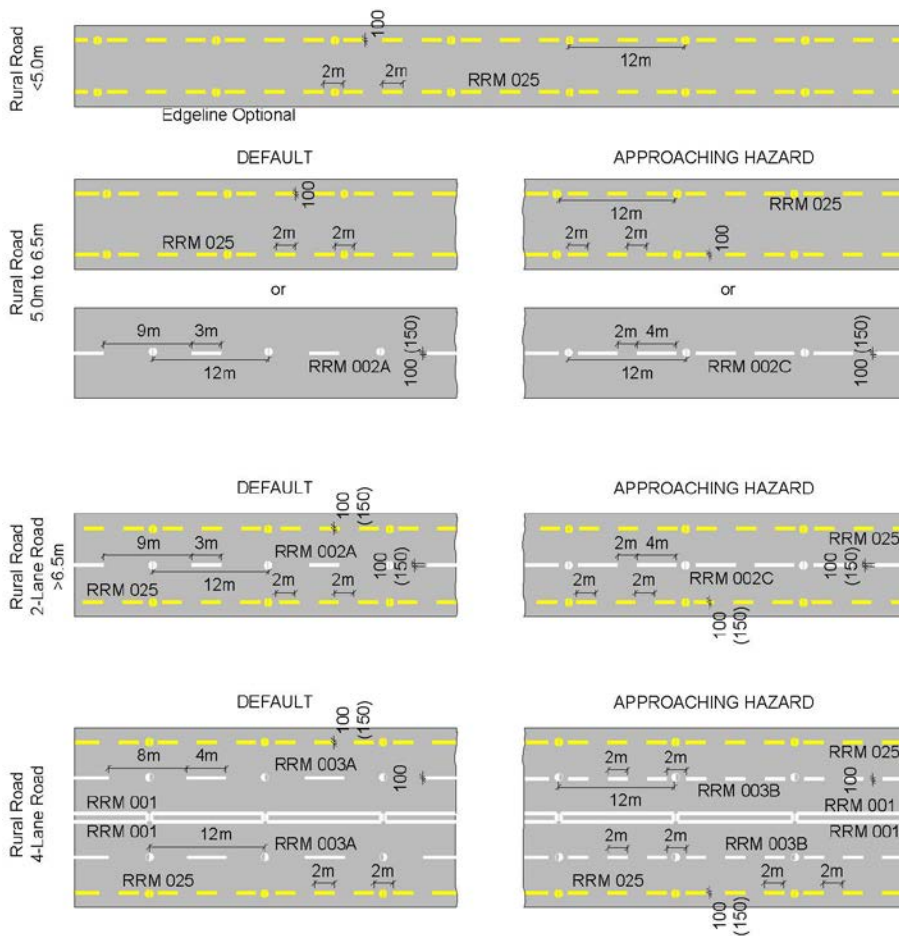 Rural Road
<5.0m
100
12m
2m
2m
RRM 025
Edgeline Optional
Rural Road
5.0m to 6.5m
DEFAULT
100
RRM 025
2m
2m
or
9m
3m
12m
RRM 002A
100 (150)
APPROACHING HAZARD
12m
RRM 025
2m
2m
100
or
2m
4m
12m
RRM 002C
100 (150)
Rural Road
2-Lane Road
>6.5m
DEFAULT
100
(150)
9m
3m
RRM 002A
100
(150)
12m
RRM 025
2m
2m
APPROACHING HAZARD
RRM 025
2m
4m
100
(150)
RRM 002C
2m
2m
100
(150)
Rural Road
4-Lane Road
DEFAULT
100
(150)
8m
4m
RRM 003A
100
RRM 001
RRM 001
12m
RRM 003A
RRM 025
2m
2m
APPROACHING HAZARD
RRM 025
2m
2m
12m
RRM 003B
100
RRM 001
RRM 001
2m
2m
RRM 003B
RRM 025
2m
2m
100
(150)